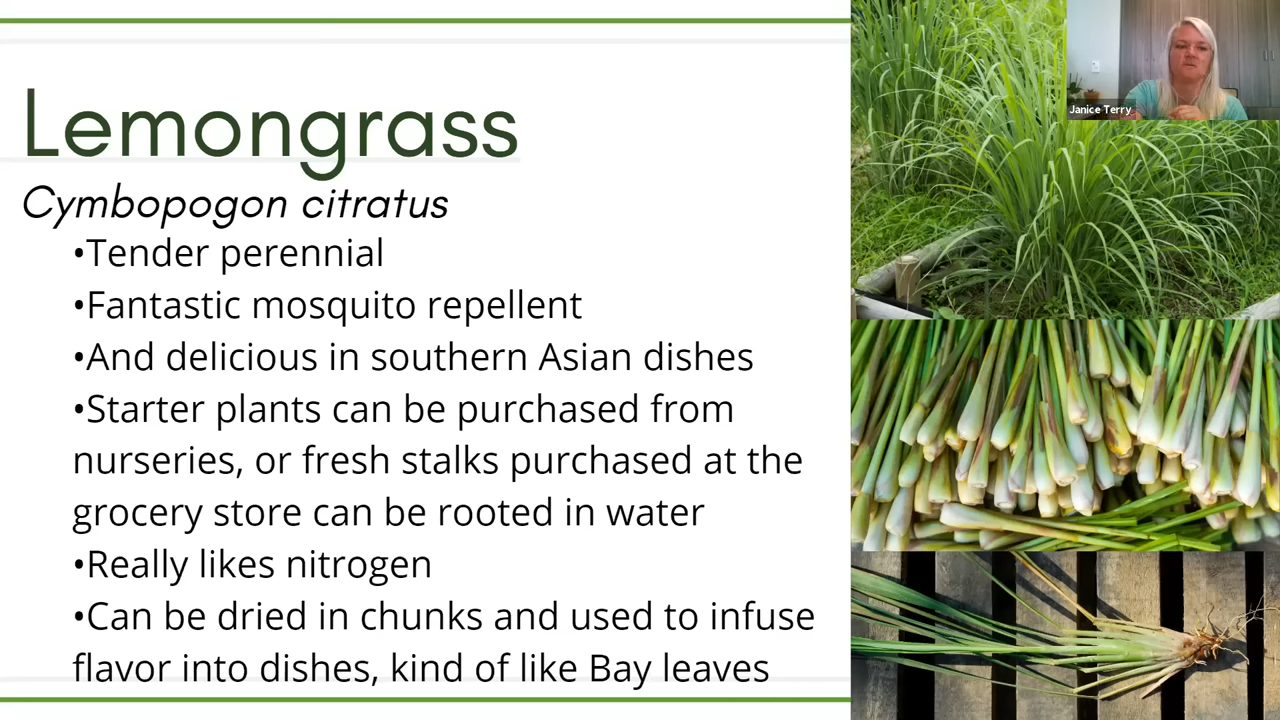 Lemongrass
Cymbopogon citratus
•Tender perennial
•Fantastic mosquito repellent
•And delicious in southern Asian dishes
•Starter plants can be purchased from
nurseries, or fresh stalks purchased at the
grocery store can be rooted in water
•Really likes nitrogen
•Can be dried in chunks and used to infuse
flavor into dishes, kind of like Bay leaves
Janice Terry